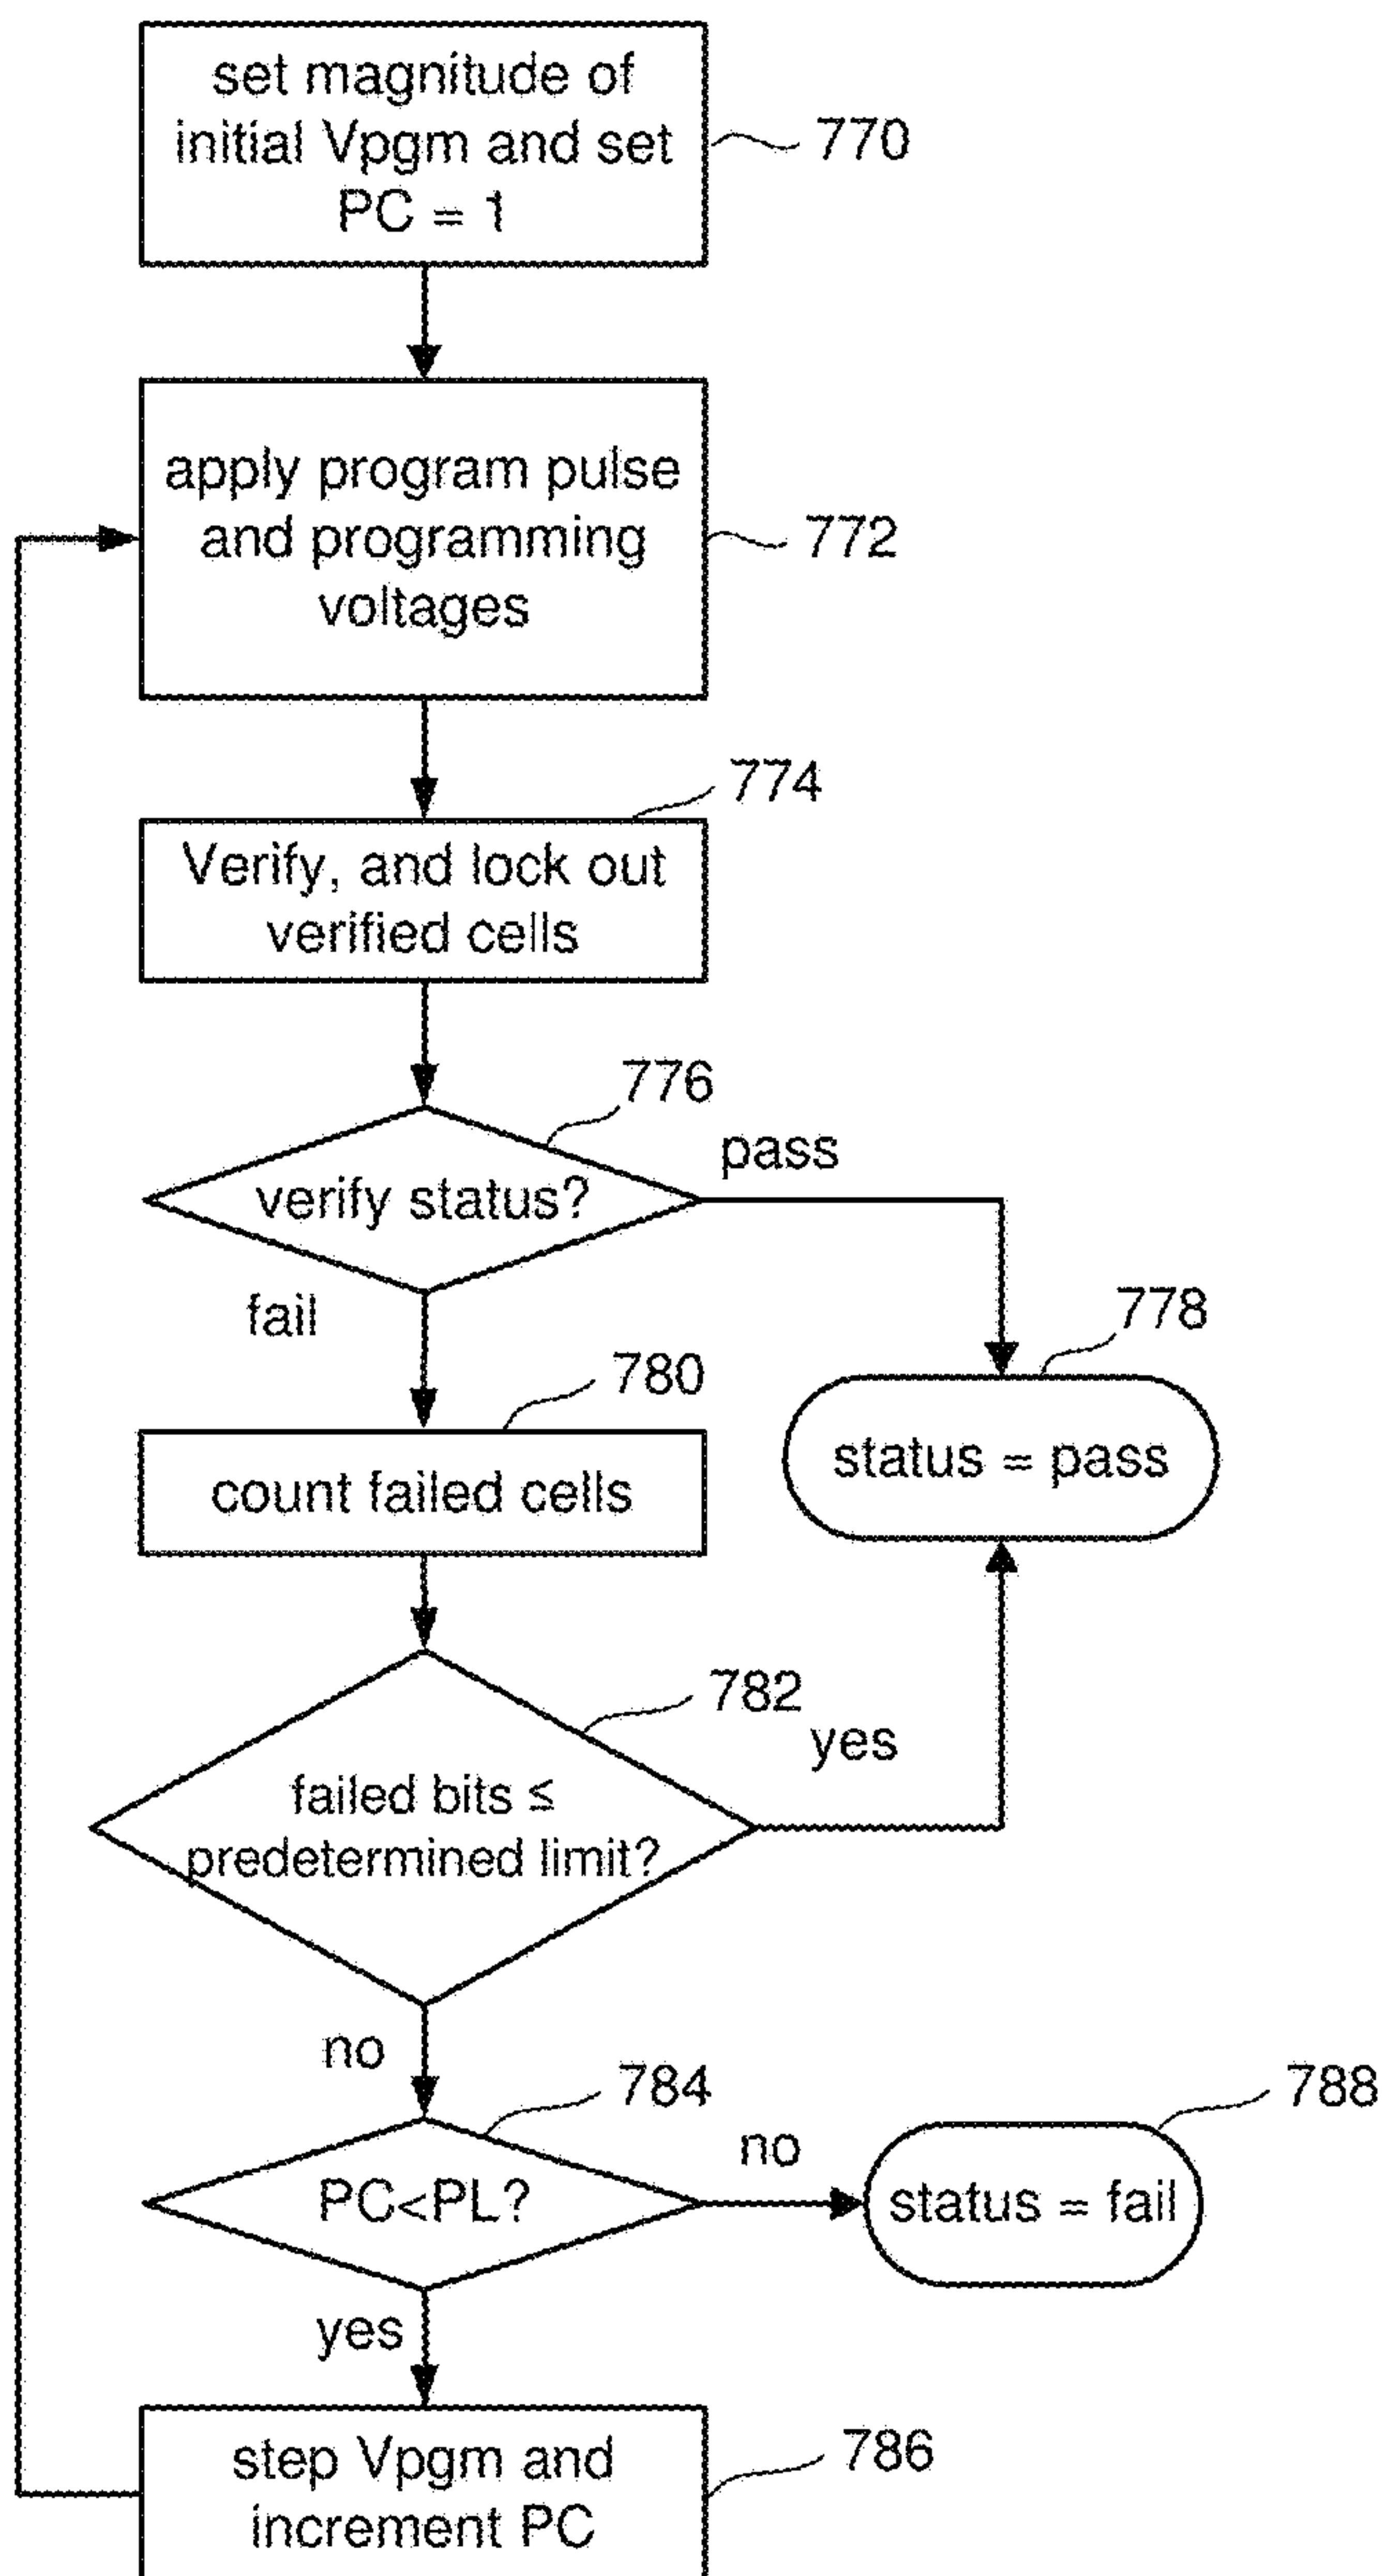 set magnitude of
initial Vpgm and set
PC = 1
770
apply program pulse
and programming
voltages
772
774
Verify, and lock out
verified cells
776
verify status?
pass
fail
778
status = pass
780
count failed cells
782
failed bits ≤
predetermined limit?
yes
no
784
PC<PL?
no
788
status = fail
yes
step Vpgm and
increment PC
786